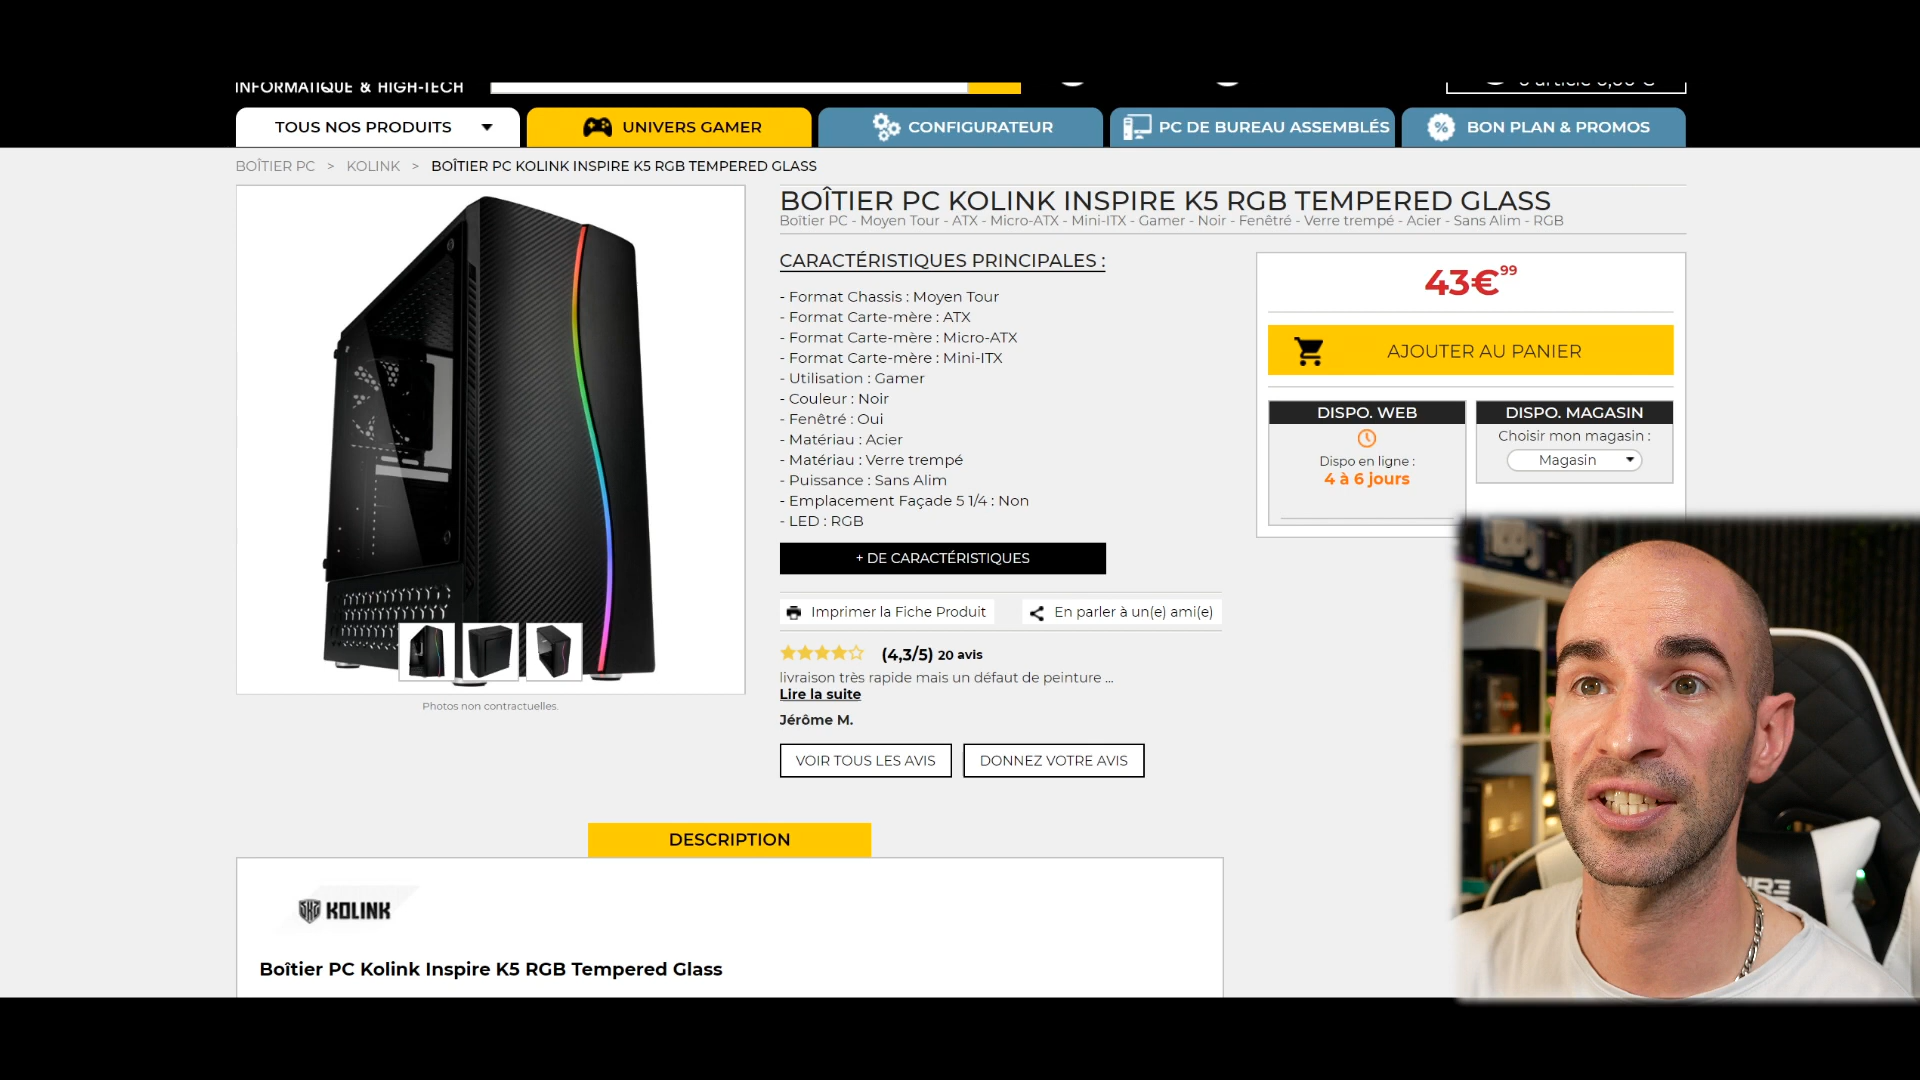 INFORMATIQUE & HIGH-TECH
TOUS NOS PRODUITS
UNIVERS GAMER
CONFIGURATEUR
PC DE BUREAU ASSEMBLÉS
BON PLAN & PROMOS
BOÎTIER PC > KOLINK > BOÎTIER PC KOLINK INSPIRE K5 RGB TEMPERED GLASS
BOÎTIER PC KOLINK INSPIRE K5 RGB TEMPERED GLASS
Boîtier PC - Moyen Tour - ATX - Micro-ATX - Mini-ITX - Gamer - Noir - Fenêtré - Verre trempé - Acier - Sans Alim - RGB
CARACTÉRISTIQUES PRINCIPALES :
- Format Chassis : Moyen Tour
- Format Carte-mère : ATX
- Format Carte-mère : Micro-ATX
- Format Carte-mère : Mini-ITX
- Utilisation : Gamer
- Couleur : Noir
- Fenêtré : Oui
- Matériau : Acier
- Matériau : Verre trempé
- Puissance : Sans Alim
- Emplacement Façade 5 1/4 : Non
- LED : RGB
+ DE CARACTÉRISTIQUES
Imprimer la Fiche Produit
En parler à un(e) ami(e)
(4,3/5) 20 avis
livraison très rapide mais un défaut de peinture ...
Lire la suite
Jérôme M.
VOIR TOUS LES AVIS
DONNEZ VOTRE AVIS
43€99
AJOUTER AU PANIER
DISPO. WEB
Dispo en ligne :
4 à 6 jours
DISPO. MAGASIN
Choisir mon magasin :
Magasin
Photos non contractuelles.
DESCRIPTION
KOLINK
Boîtier PC Kolink Inspire K5 RGB Tempered Glass